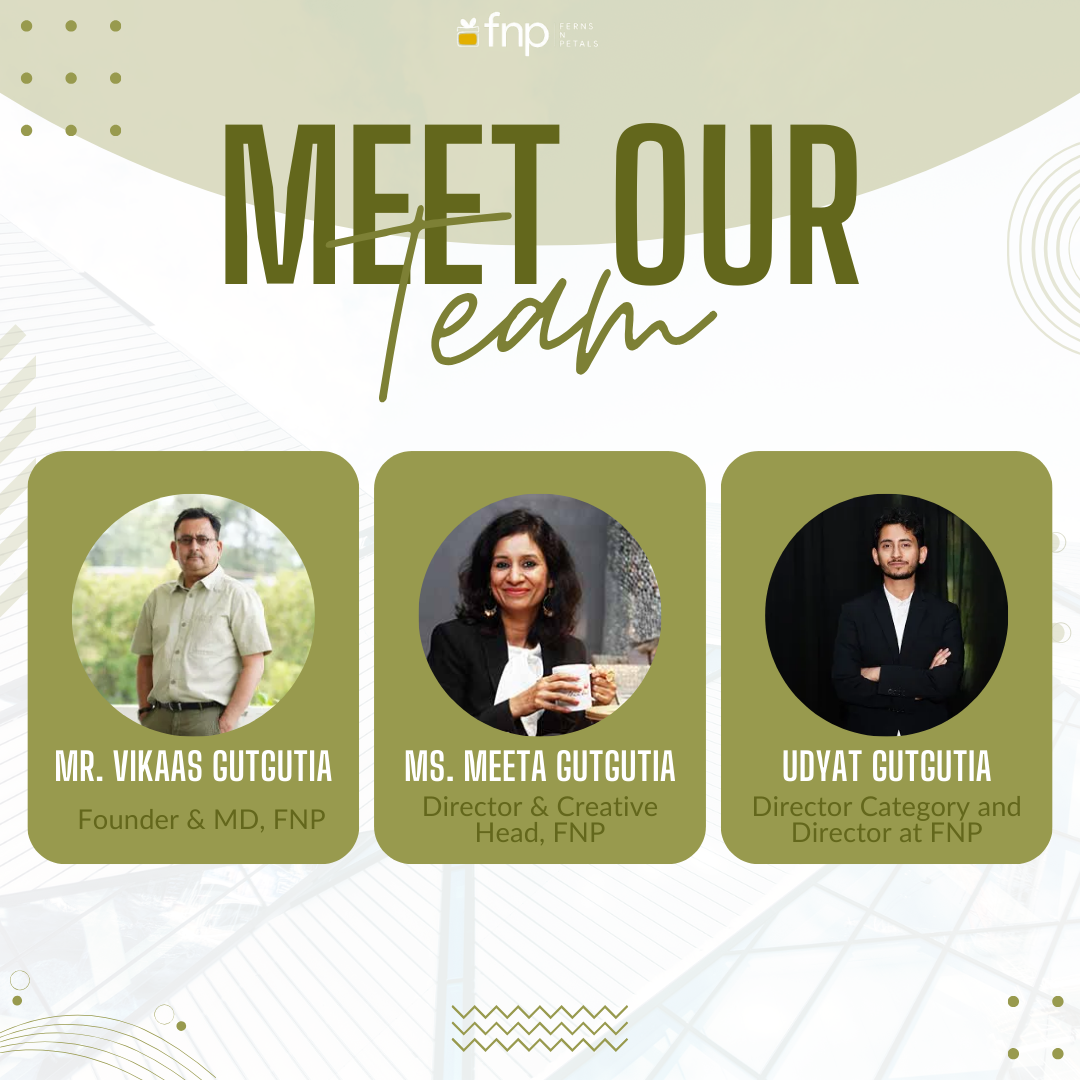 fnp
FERNS
N
PETALS
MEET OUR
Team
MR. VIKAAS GUTGUTIA
Founder & MD, FNP
MS. MEETA GUTGUTIA
Director & Creative
Head, FNP
UDYAT GUTGUTIA
Director Category and
Director at FNP